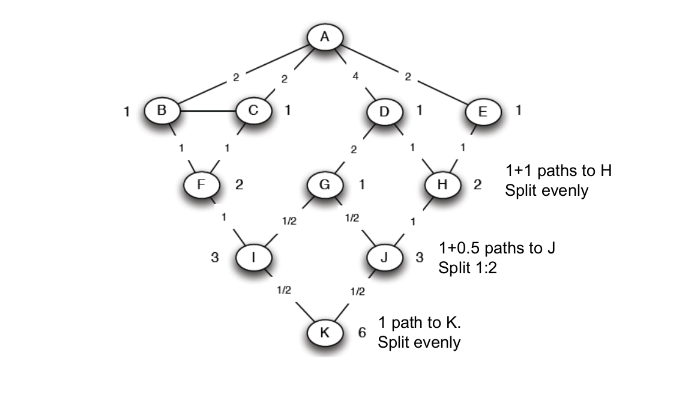 A
2 2 4 2
1 B C 1 D 1 E 1
1 1 2 1 1
1+1 paths to H
F 2 G 1 H 2
Split evenly
1 1/2 1/2 1
1+0.5 paths to J
3 I J 3
Split 1:2
1/2 1/2
1 path to K.
K 6
Split evenly